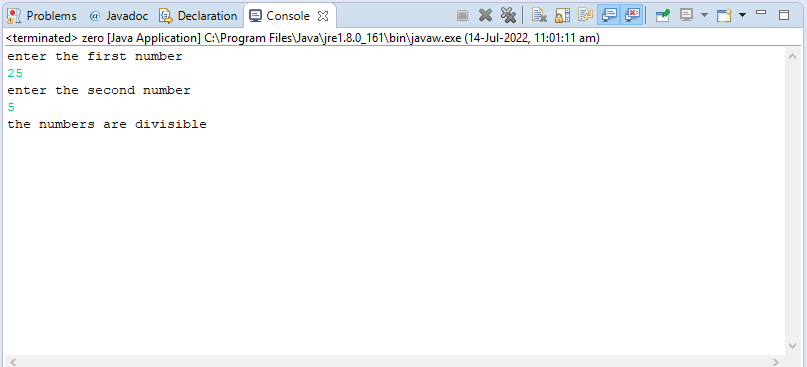 Problems @ Javadoc Declaration Console
<terminated> zero [Java Application] C:\Program Files\Java\jre1.8.0_161\bin\javaw.exe (14-Jul-2022, 11:01:11 am)
enter the first number
25
enter the second number
5
the numbers are divisible